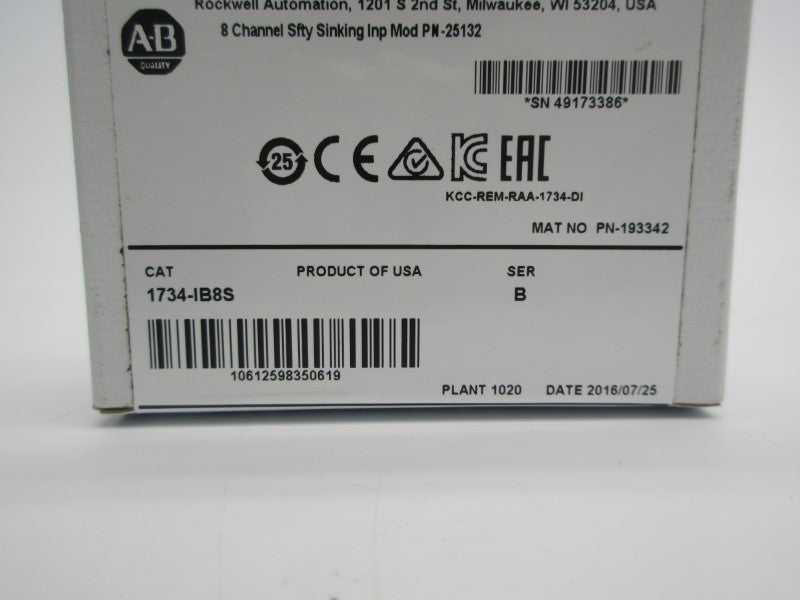 Rockwell Automation, 1201 S 2nd St, Milwaukee, WI 53204, USA
8 Channel Sfty Sinking Inp Mod PN-25132
A-B
QUALITY
*SN 49173386*
25 CE KC EAC
KCC-REM-RAA-1734-DI
MAT NO PN-193342
CAT PRODUCT OF USA SER
1734-IB8S B
10612598350619
PLANT 1020 DATE 2016/07/25